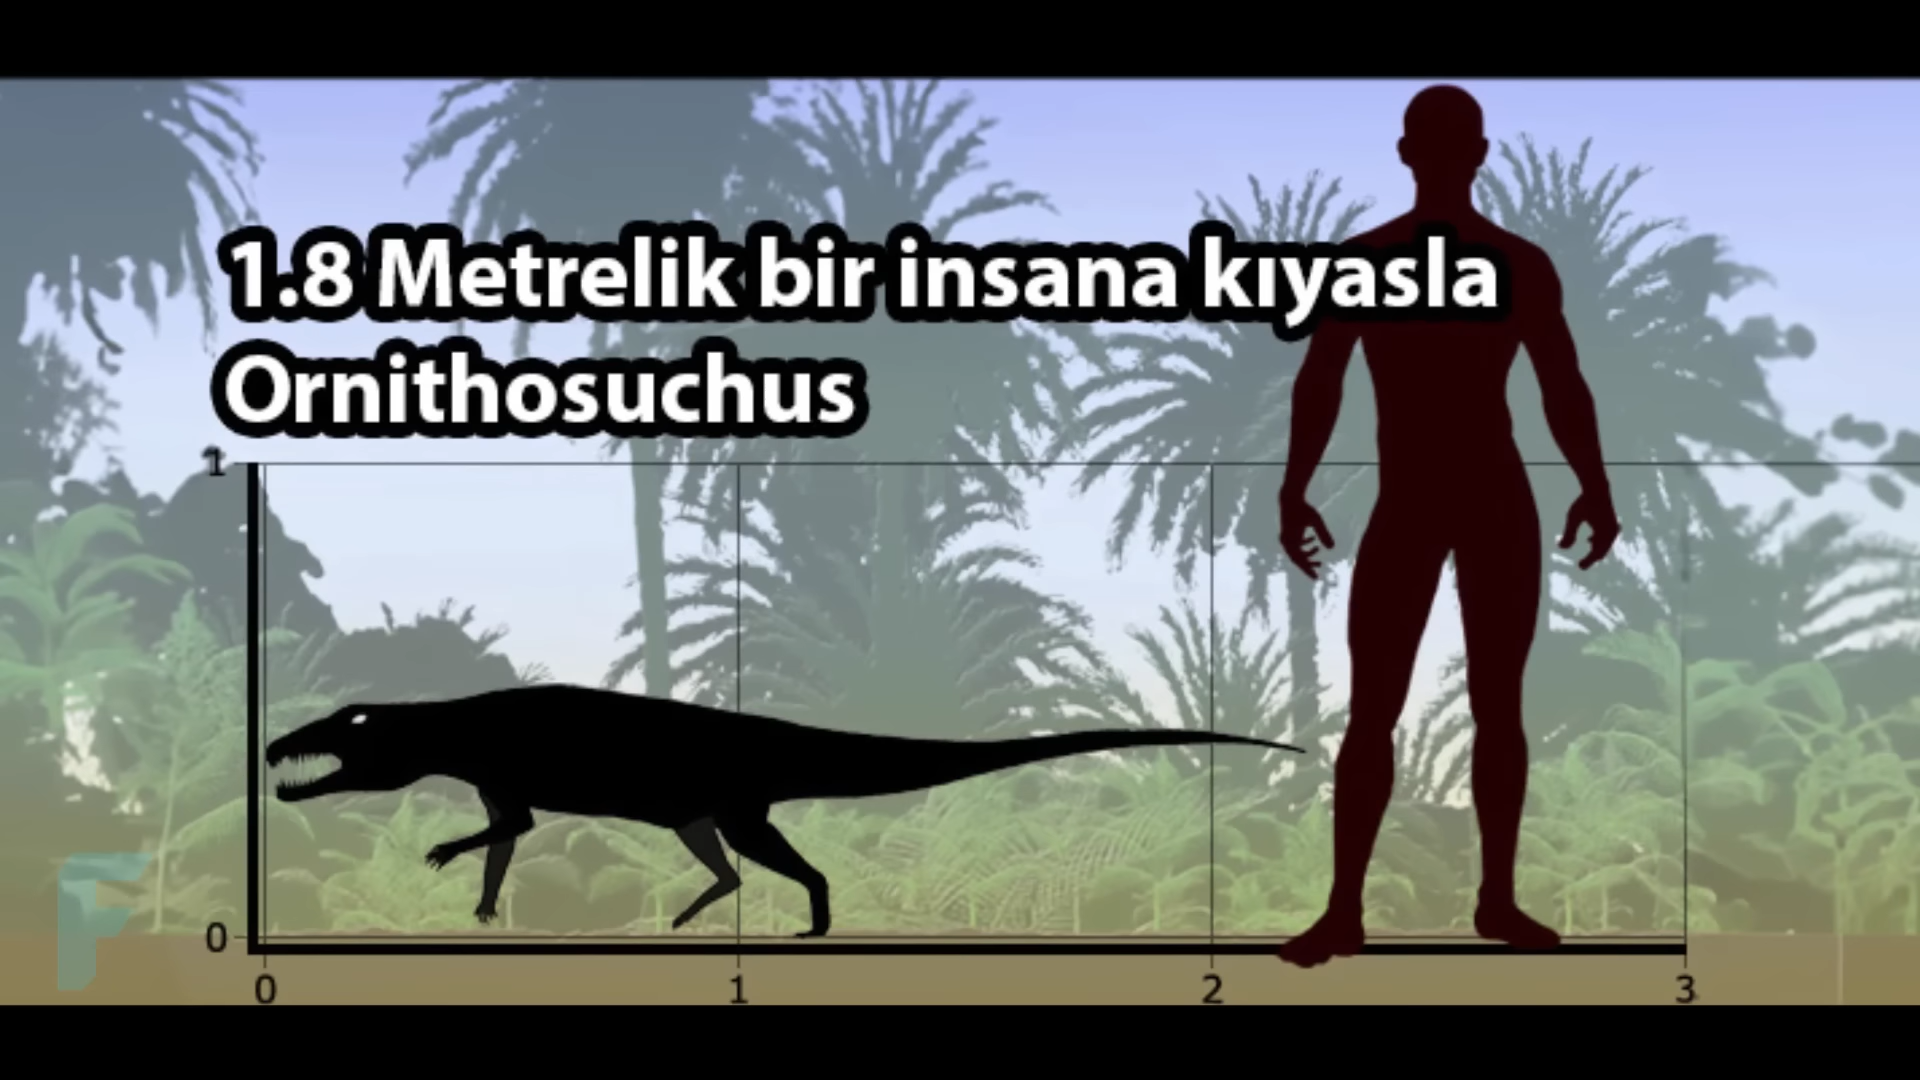 1.8 Metrelik bir insana kıyasla
Ornithosuchus
1
0
0 1 2 3
F